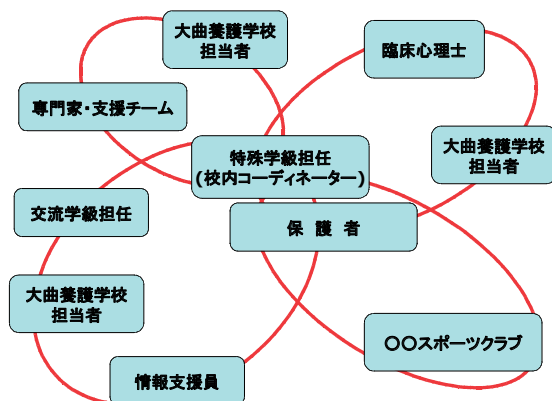 大曲養護学校
担当者
臨床心理士
専門家・支援チーム
大曲養護学校
担当者
特殊学級担任
(校内コーディネーター)
交流学級担任
保護者
大曲養護学校
担当者
〇〇スポーツクラブ
情報支援員